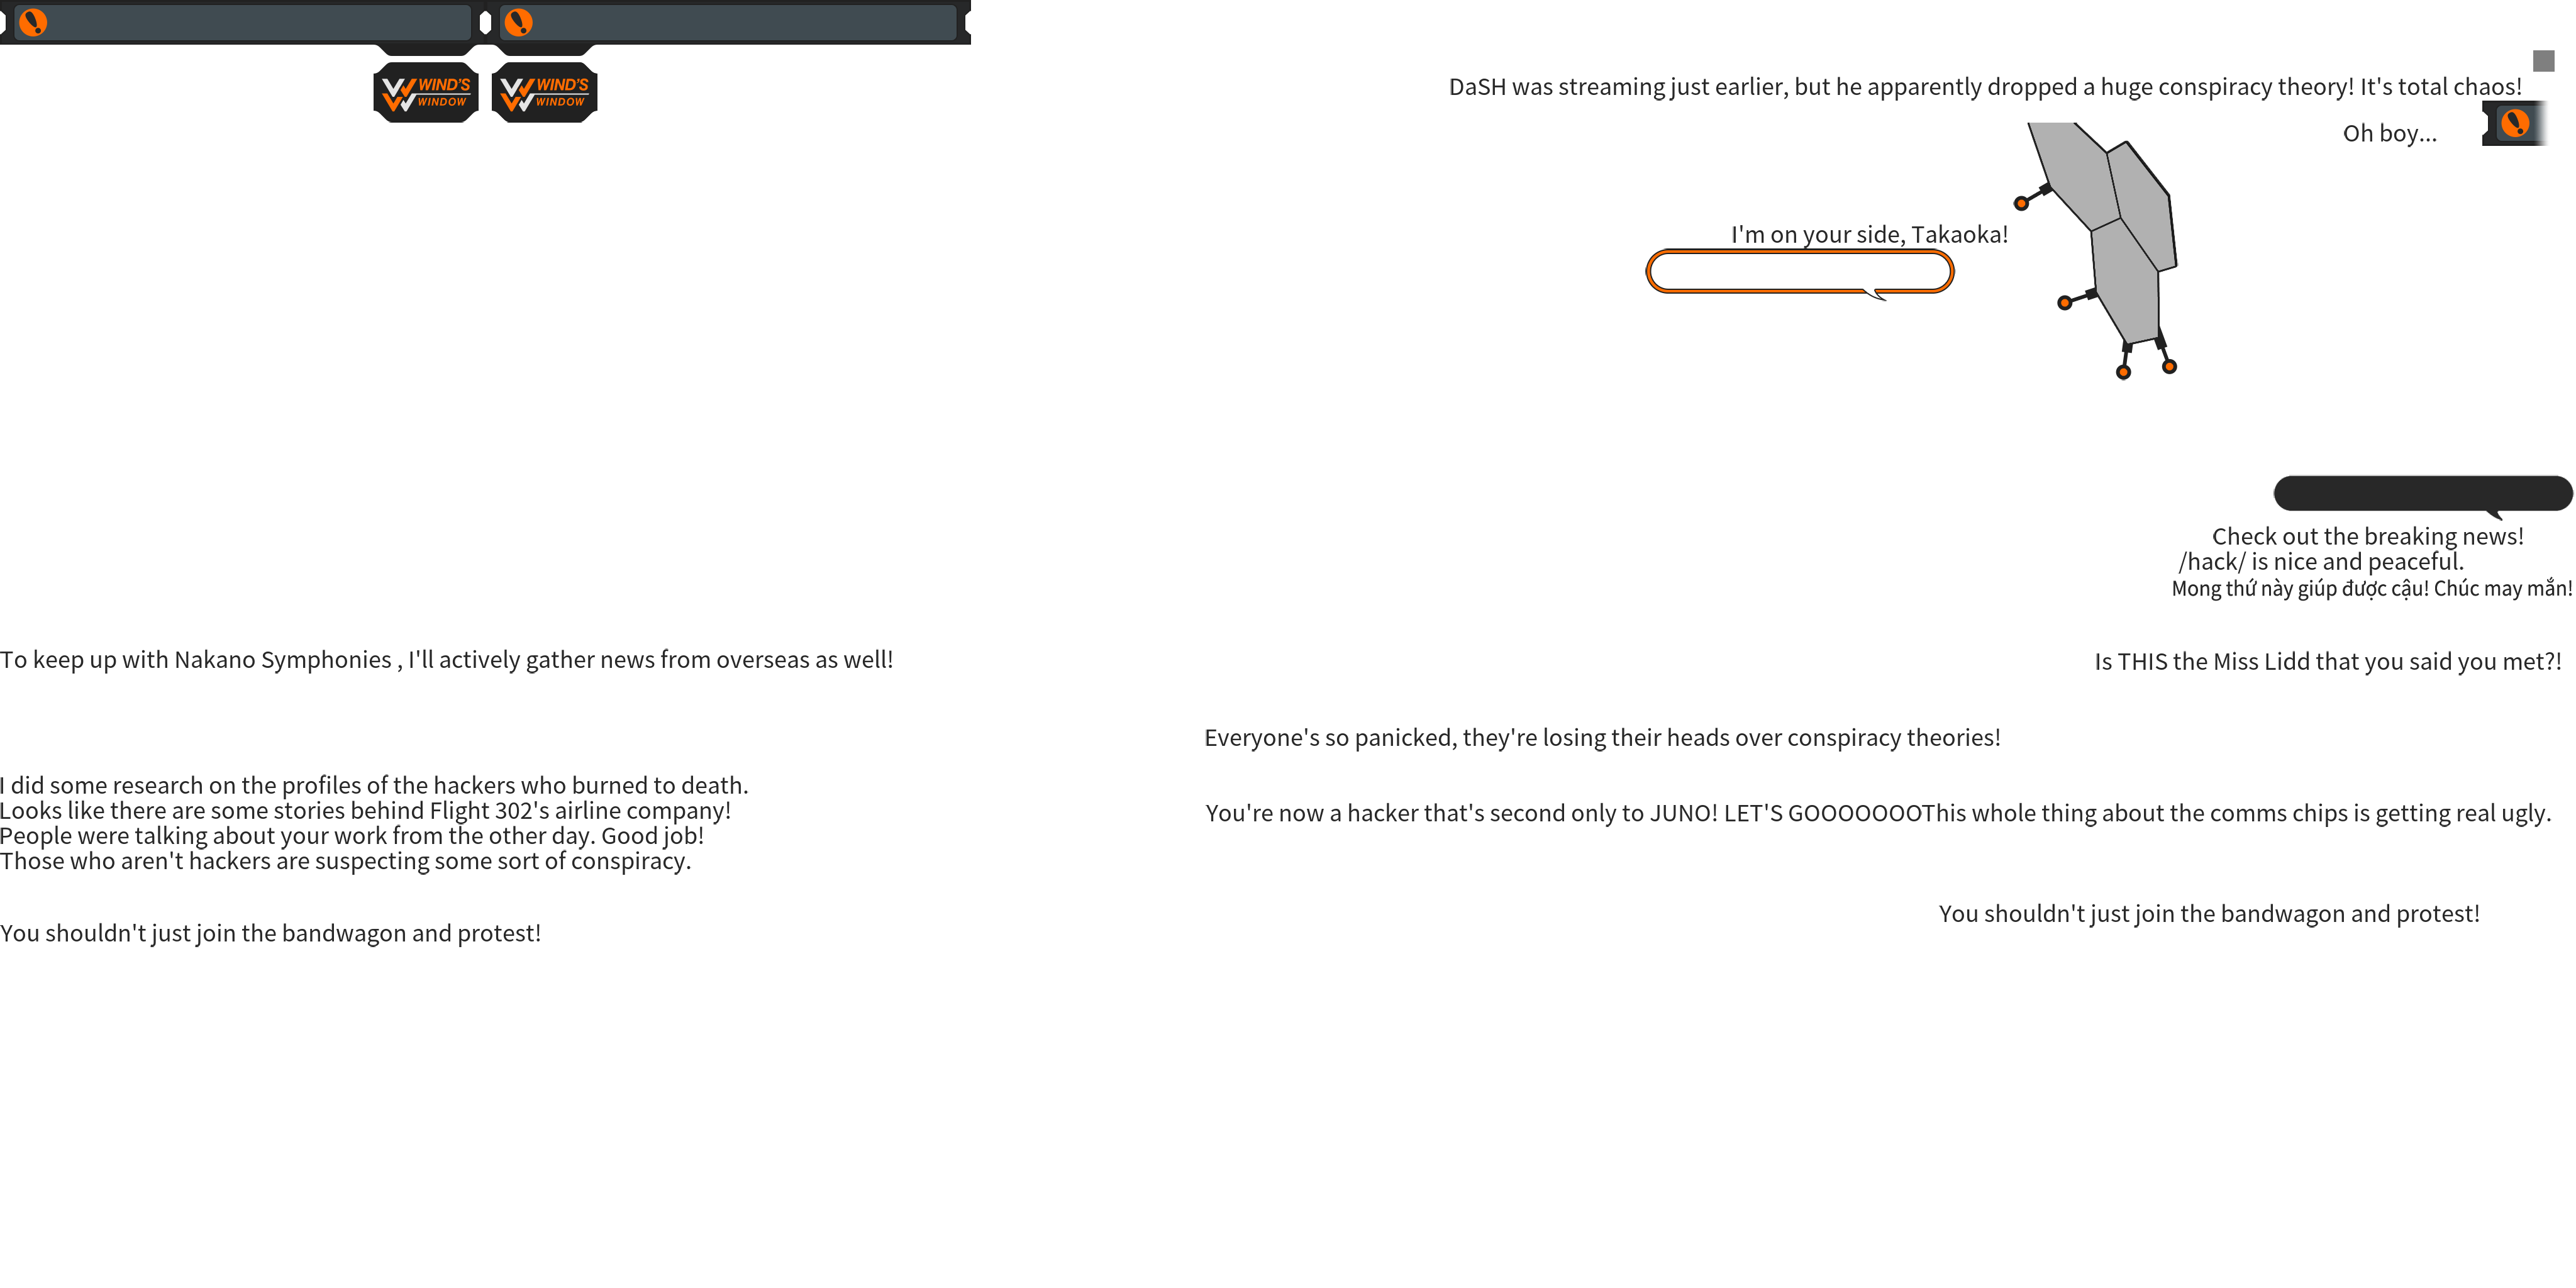 WIND'S
WINDOW
WIND'S
WINDOW
DaSH was streaming just earlier, but he apparently dropped a huge conspiracy theory! It's total chaos!
Oh boy...
I'm on your side, Takaoka!
Check out the breaking news!
/hack/ is nice and peaceful.
Mong thứ này giúp được cậu! Chúc may mắn!
To keep up with Nakano Symphonies , I'll actively gather news from overseas as well!
Is THIS the Miss Lidd that you said you met?!
Everyone's so panicked, they're losing their heads over conspiracy theories!
I did some research on the profiles of the hackers who burned to death.
Looks like there are some stories behind Flight 302's airline company!
People were talking about your work from the other day. Good job!
Those who aren't hackers are suspecting some sort of conspiracy.
You're now a hacker that's second only to JUNO! LET'S GOOOOOOOThis whole thing about the comms chips is getting real ugly.
You shouldn't just join the bandwagon and protest!
You shouldn't just join the bandwagon and protest!